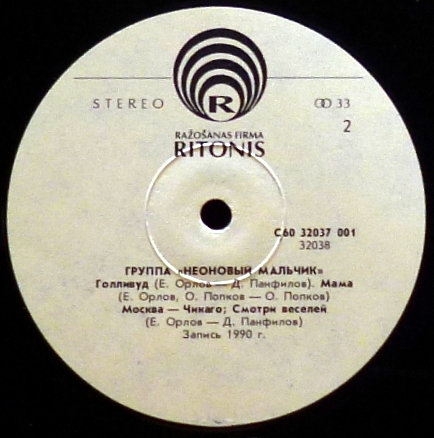 STEREO
R
33
2
RAŽOŠANAS FIRMA
RITONIS
С60 32037 001
32038
ГРУППА «НЕОНОВЫЙ МАЛЬЧИК»
Голливуд (Е. Орлов — Д. Панфилов). Мама
(Е. Орлов, О. Попков — О. Попков)
Москва — Чикаго; Смотри веселей
(Е. Орлов — Д. Панфилов)
Запись 1990 г.